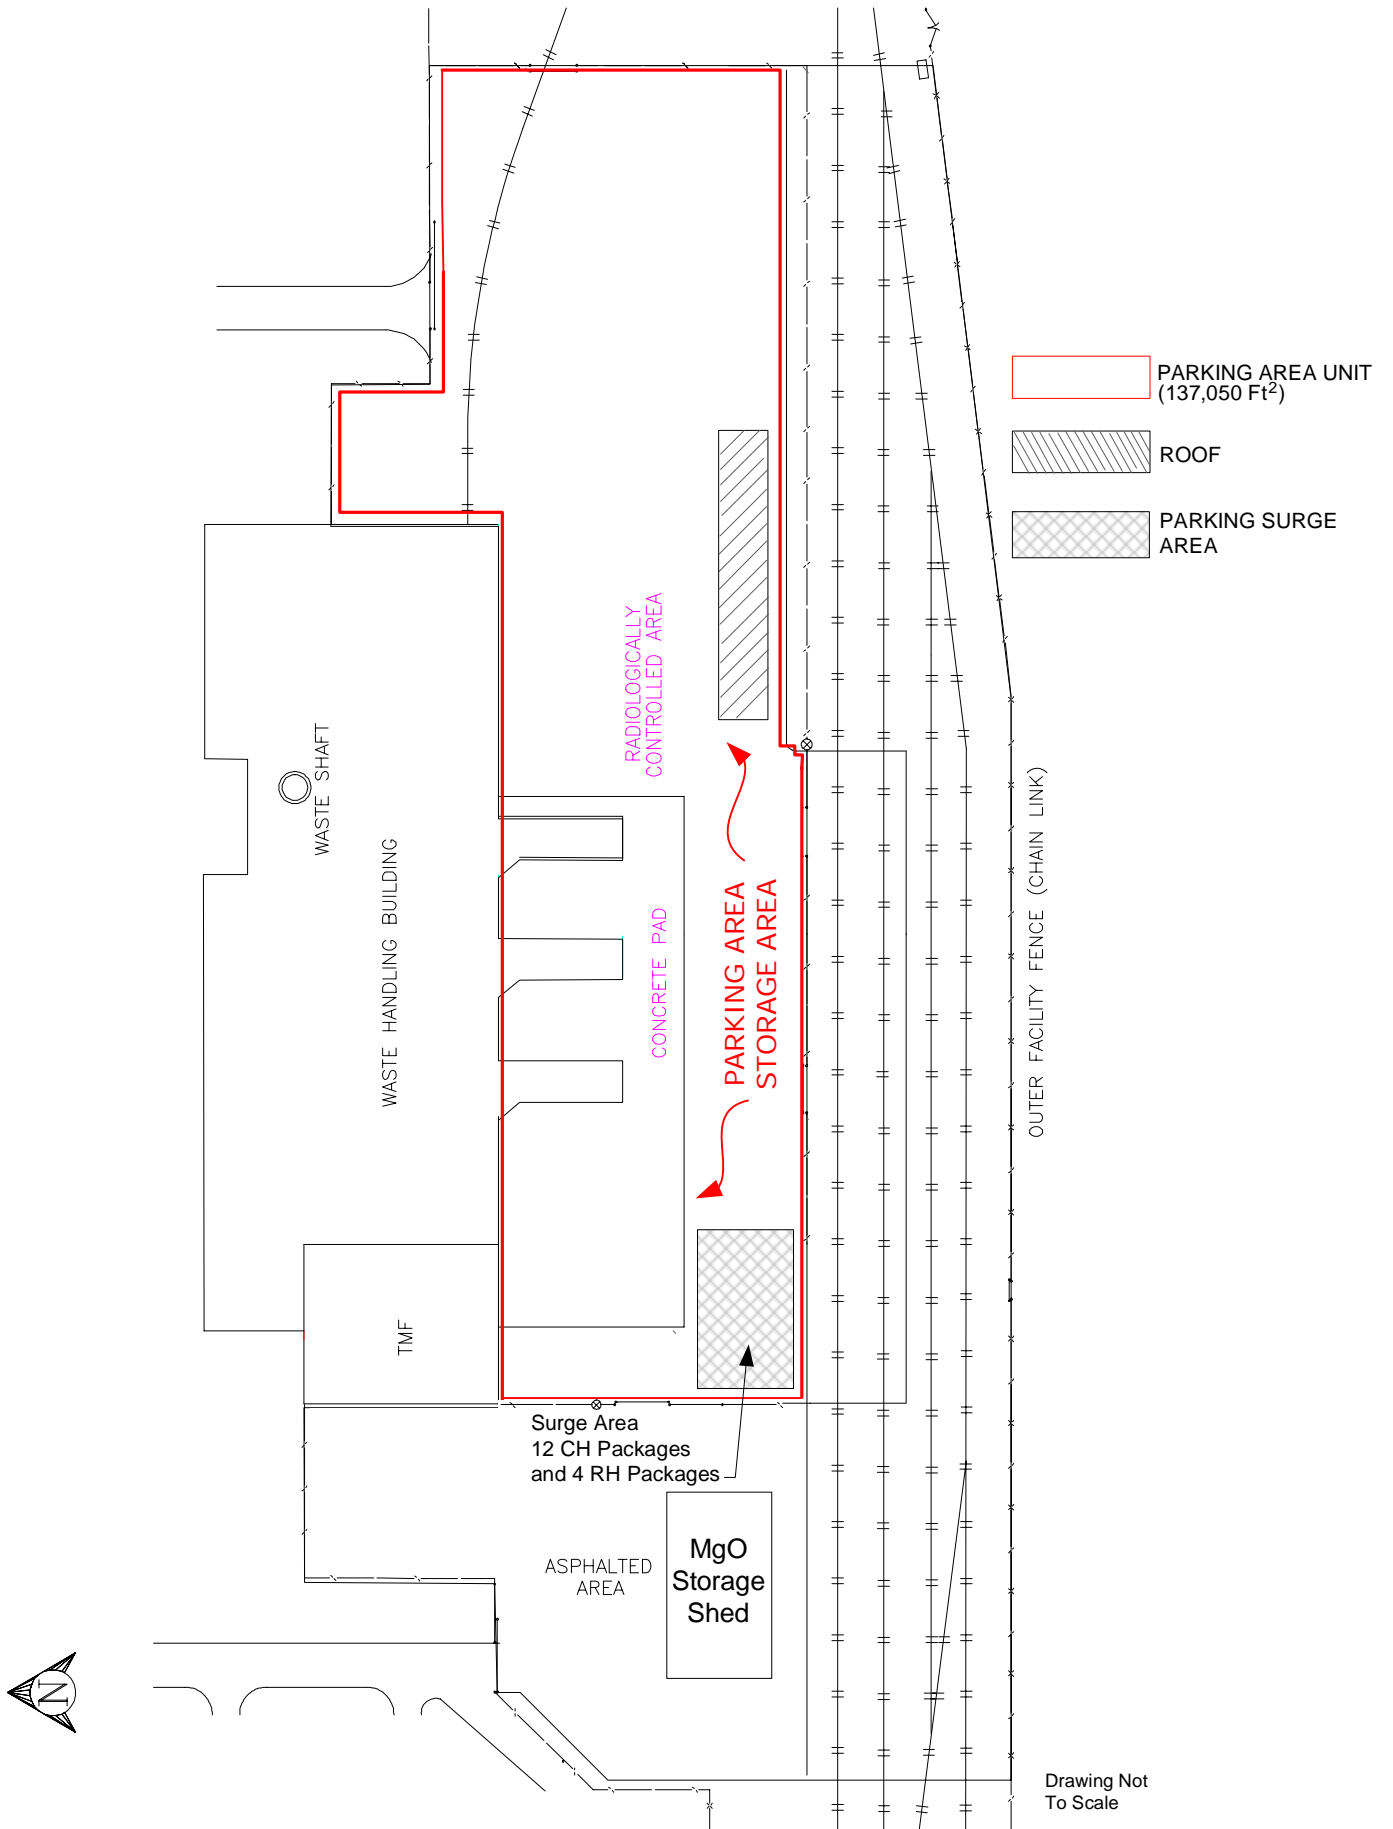 PARKING AREA UNIT
(137,050 Ft²)
ROOF
PARKING SURGE
AREA
RADIOLOGICALLY
CONTROLLED AREA
WASTE SHAFT
WASTE HANDLING BUILDING
CONCRETE PAD
PARKING AREA
STORAGE AREA
OUTER FACILITY FENCE (CHAIN LINK)
TMF
Surge Area
12 CH Packages
and 4 RH Packages
ASPHALTED
AREA
MgO
Storage
Shed
N
Drawing Not
To Scale